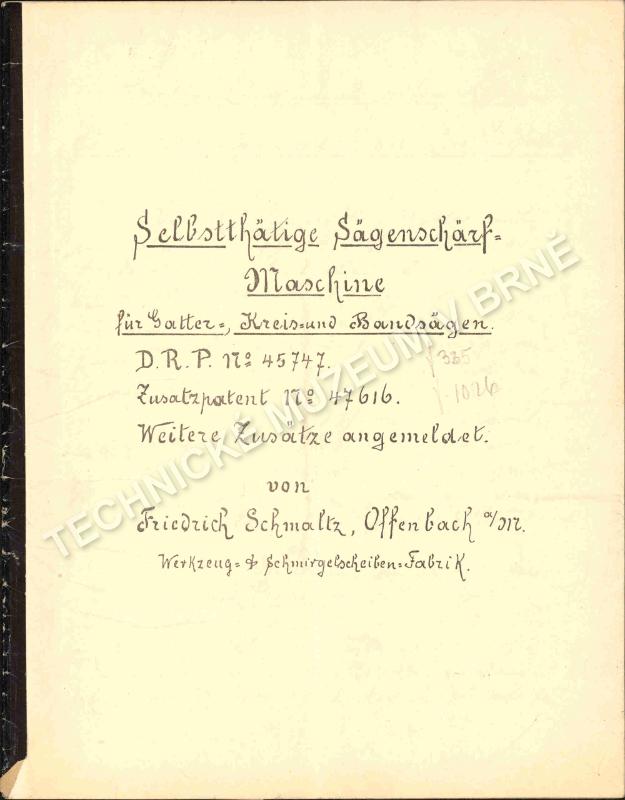 Selbstthätige Sägenschärf=
Maschine
für Gatter=, Kreis=und Bandsägen.
D.R.P. No 45747.
335
Zusatzpatent No 47616.
1026
Weitere Zusätze angemeldet.
von
Friedrich Schmaltz, Offenbach a/M.
Werkzeug= & Schmirgelscheiben=Fabrik.
TECHNICKÉ MUZEUM V BRNĚ